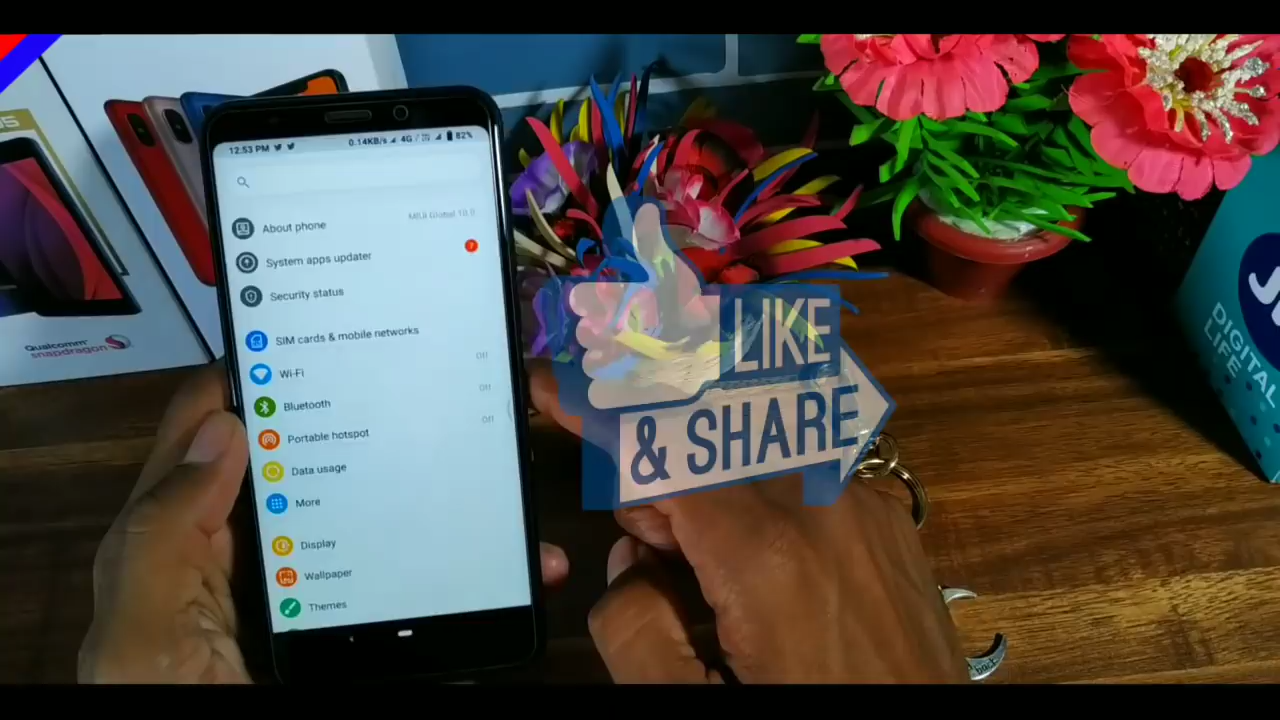 12:53 PM
0.14KB/s 4G 82%
About phone
MIUI Global 10.0
System apps updater
7
Security status
SIM cards & mobile networks
Wi-Fi
Off
Bluetooth
Off
Portable hotspot
Off
Data usage
More
Display
Wallpaper
Themes
Qualcomm
snapdragon
LIKE
& SHARE
DIGITAL
LIFE